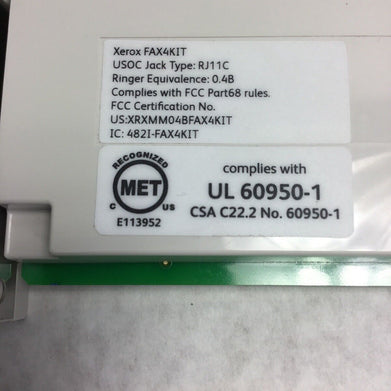 Xerox FAX4KIT
USOC Jack Type: RJ11C
Ringer Equivalence: 0.4B
Complies with FCC Part68 rules.
FCC Certification No.
US:XRXMM04BFAX4KIT
IC: 482I-FAX4KIT
RECOGNIZED
MET
C US
E113952
complies with
UL 60950-1
CSA C22.2 No. 60950-1